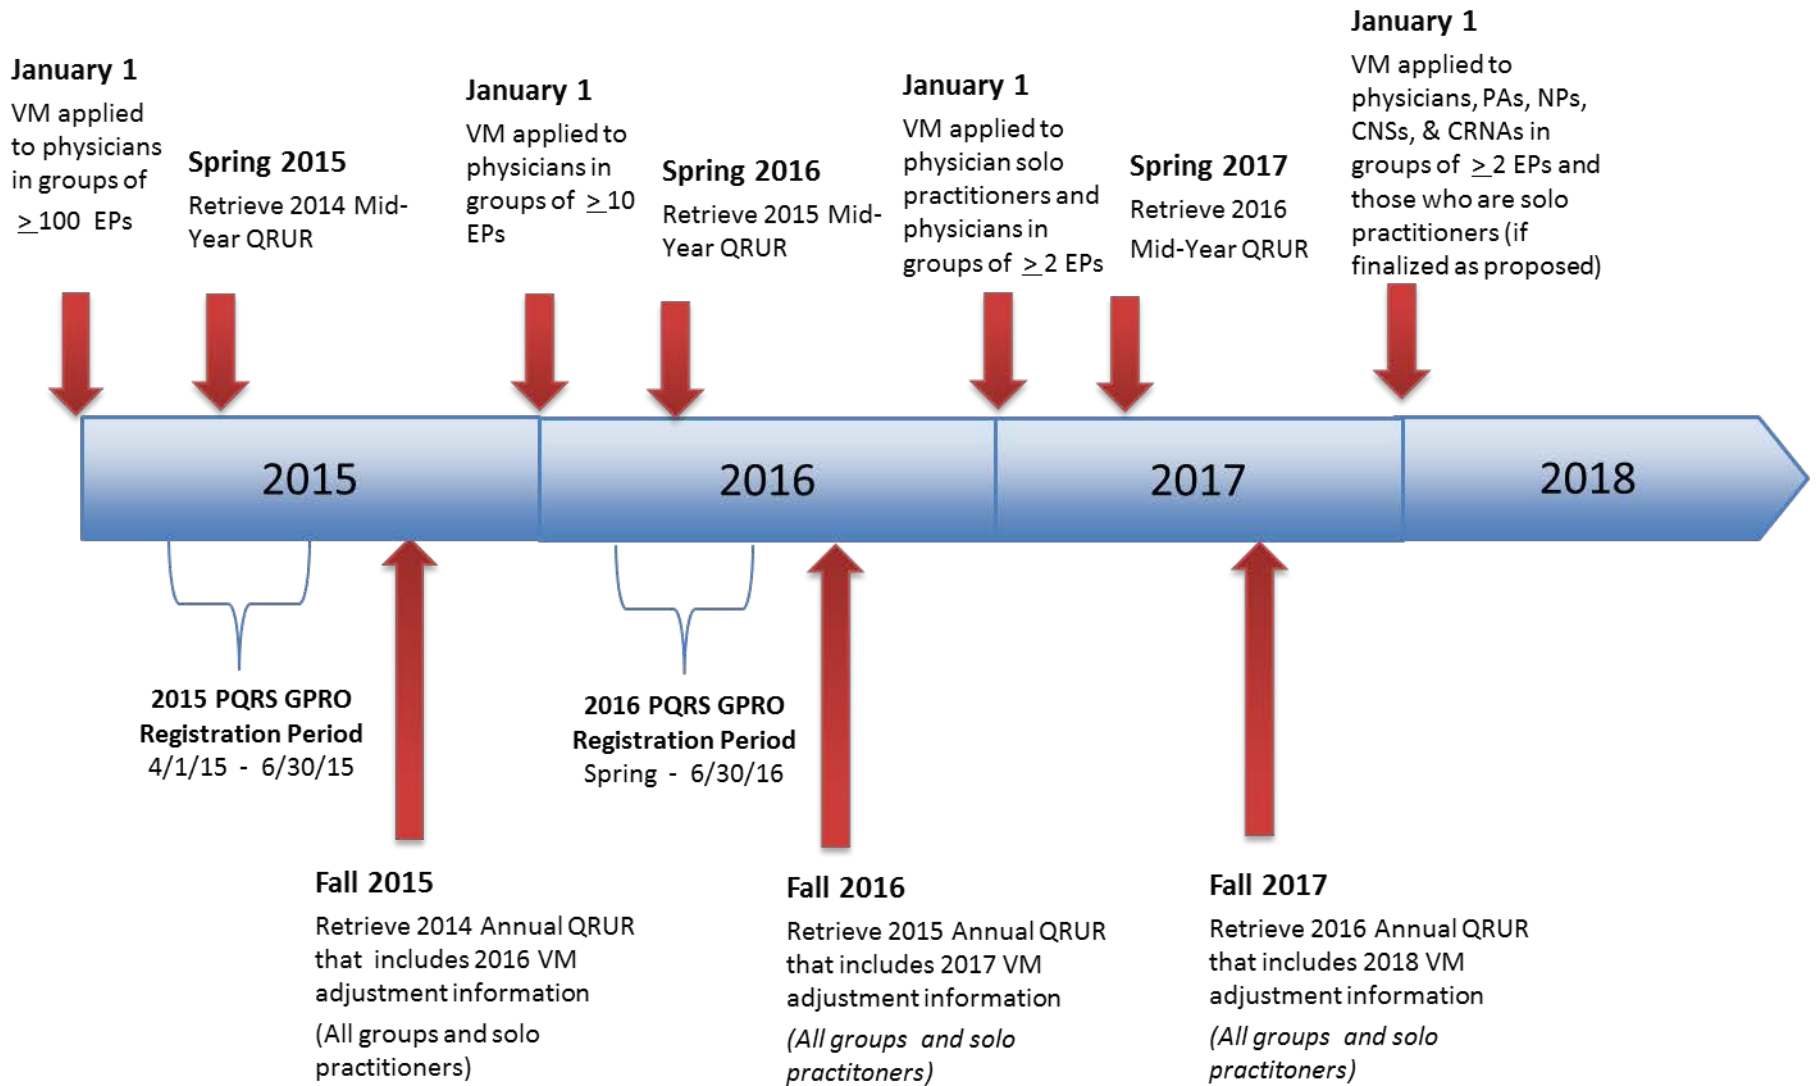 January 1
VM applied
to physicians
in groups of
> 100 EPs
Spring 2015
Retrieve 2014 Mid-
Year QRUR
January 1
VM applied to
physicians in
groups of > 10
EPs
Spring 2016
Retrieve 2015 Mid-
Year QRUR
January 1
VM applied to
physician solo
practitioners and
physicians in
groups of > 2 EPs
Spring 2017
Retrieve 2016
Mid-Year QRUR
January 1
VM applied to
physicians, PAs, NPs,
CNSs, & CRNAs in
groups of > 2 EPs and
those who are solo
practitioners (if
finalized as proposed)
2015
2016
2017
2018
2015 PQRS GPRO
Registration Period
4/1/15 - 6/30/15
2016 PQRS GPRO
Registration Period
Spring - 6/30/16
Fall 2015
Retrieve 2014 Annual QRUR
that includes 2016 VM
adjustment information
(All groups and solo
practitioners)
Fall 2016
Retrieve 2015 Annual QRUR
that includes 2017 VM
adjustment information
(All groups and solo
practitoners)
Fall 2017
Retrieve 2016 Annual QRUR
that includes 2018 VM
adjustment information
(All groups and solo
practitoners)